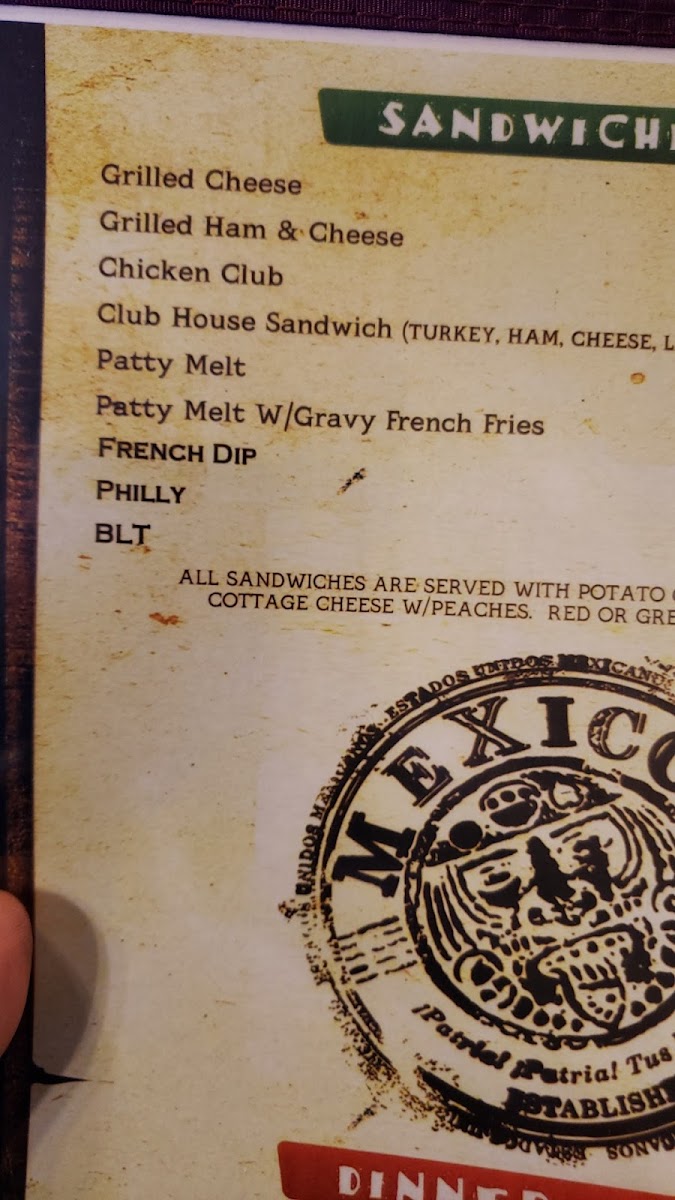 SANDWICH
Grilled Cheese
Grilled Ham & Cheese
Chicken Club
Club House Sandwich (TURKEY, HAM, CHEESE, L
Patty Melt
Patty Melt W/Gravy French Fries
FRENCH DIP
PHILLY
BLT
ALL SANDWICHES ARE SERVED WITH POTATO
COTTAGE CHEESE W/PEACHES. RED OR GRE
ESTADOS UNIDOS MEXICANOS
MEXICO
¡Patria! ¡Patria! Tus
ESTABLISHE
DINNER